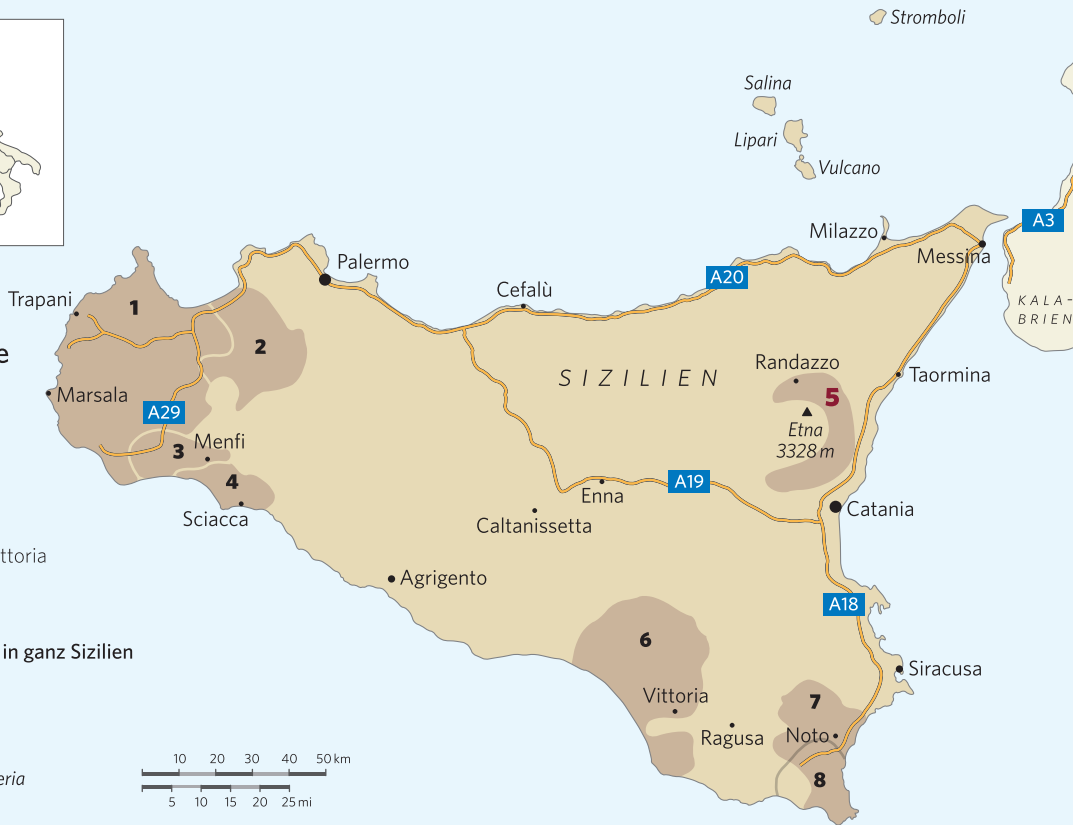 Stromboli
Salina
Lipari
Vulcano
Milazzo
A3
Messina
Palermo
A20
Cefalù
Trapani
1
KALA-
BRIEN
2
e
SIZILIEN
Randazzo
Taormina
5
Marsala
A29
Etna
3328 m
Menfi
3
4
A19
Enna
Sciacca
Caltanissetta
Catania
ttoria
Agrigento
A18
6
in ganz Sizilien
Siracusa
Vittoria
7
Ragusa
Noto
10 20 30 40 50 km
eria
8
5 10 15 20 25 mi